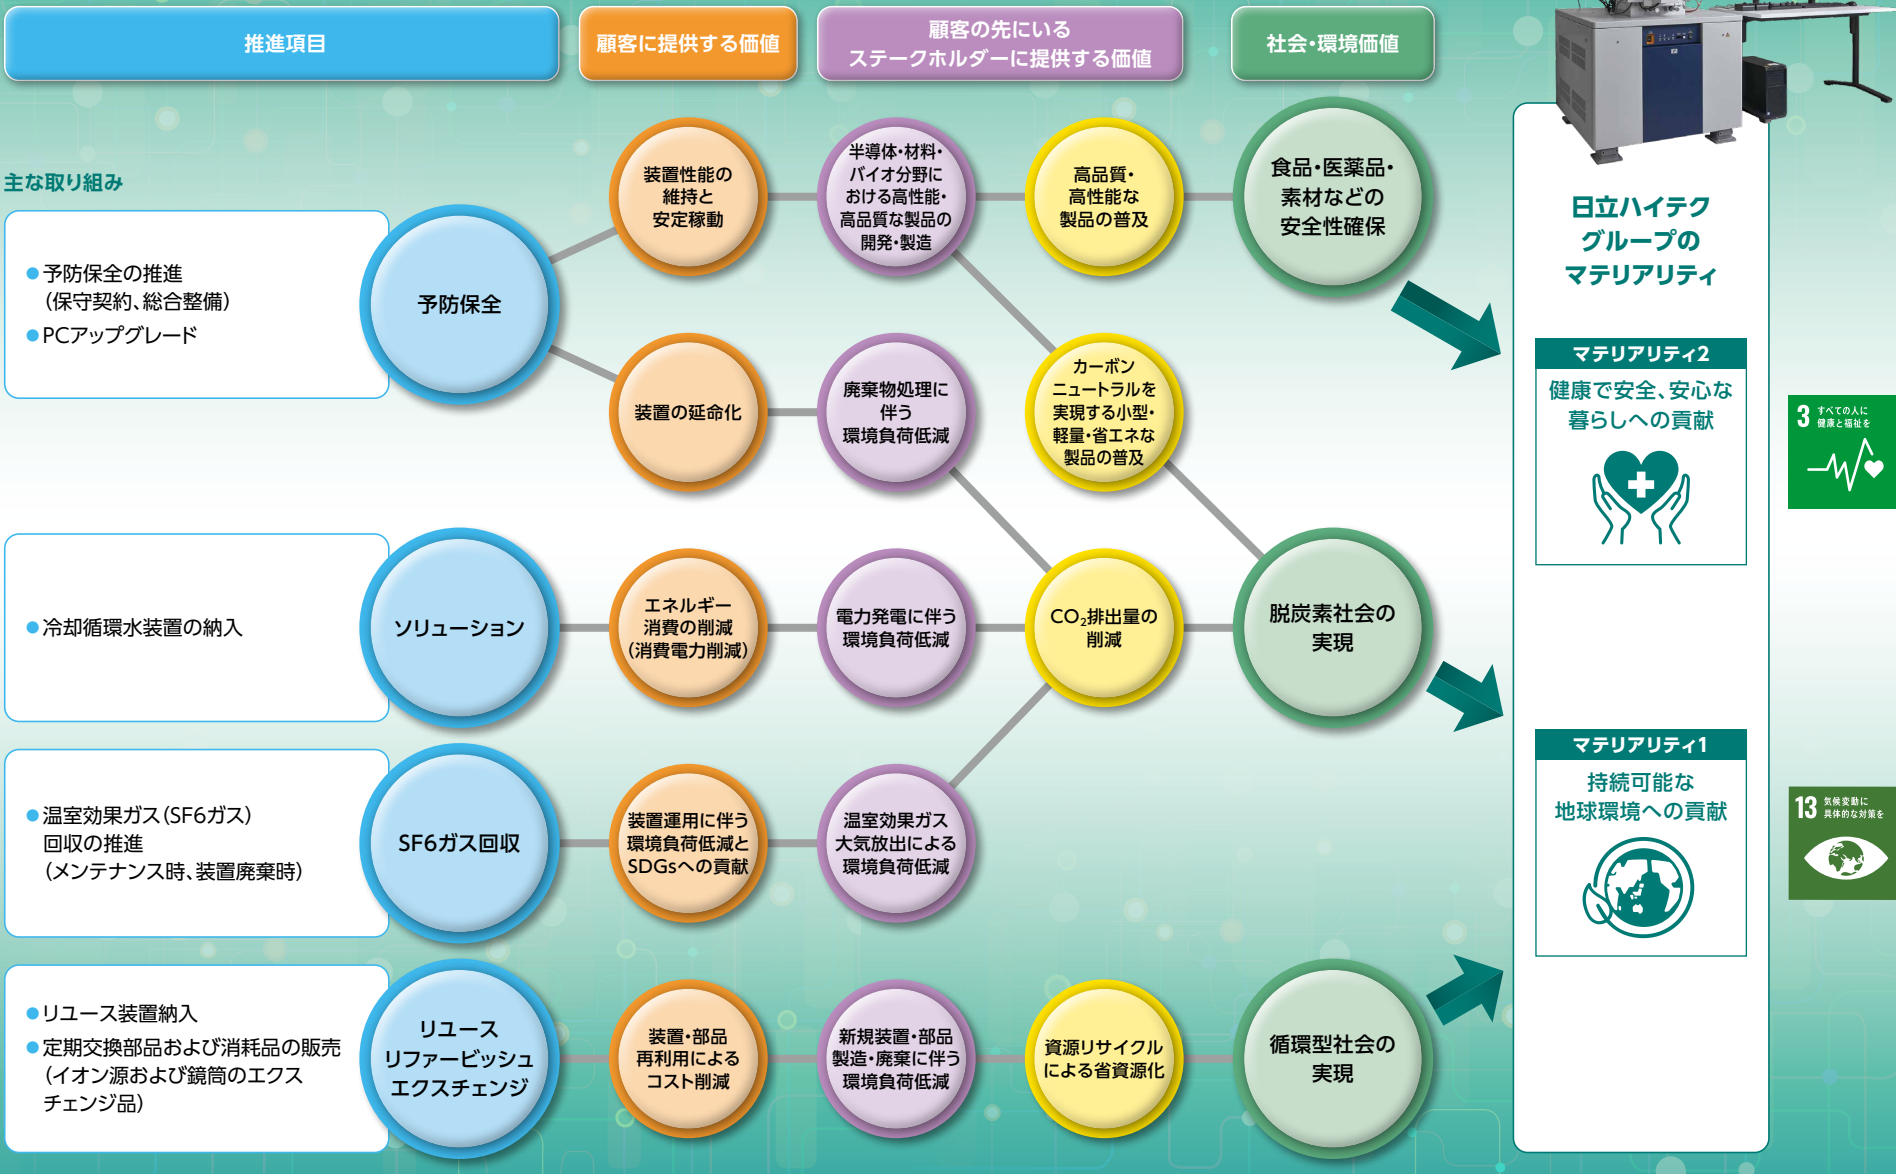 推進項目
顧客に提供する価値
顧客の先にいる
ステークホルダーに提供する価値
社会・環境価値
主な取り組み
●予防保全の推進
(保守契約、総合整備)
●PCアップグレード
予防保全
装置性能の
維持と
安定稼動
半導体・材料・
バイオ分野に
おける高性能・
高品質な製品の
開発・製造
高品質・
高性能な
製品の普及
食品・医薬品・
素材などの
安全性確保
装置の延命化
廃棄物処理に
伴う
環境負荷低減
カーボン
ニュートラルを
実現する小型・
軽量・省エネな
製品の普及
●冷却循環水装置の納入
ソリューション
エネルギー
消費の削減
(消費電力削減)
電力発電に伴う
環境負荷低減
CO₂排出量の
削減
脱炭素社会の
実現
●温室効果ガス(SF6ガス)
回収の推進
(メンテナンス時、装置廃棄時)
SF6ガス回収
装置運用に伴う
環境負荷低減と
SDGsへの貢献
温室効果ガス
大気放出による
環境負荷低減
●リユース装置納入
●定期交換部品および消耗品の販売
(イオン源および鏡筒のエクス
チェンジ品)
リユース
リファービッシュ
エクスチェンジ
装置・部品
再利用による
コスト削減
新規装置・部品
製造・廃棄に伴う
環境負荷低減
資源リサイクル
による省資源化
循環型社会の
実現
日立ハイテク
グループの
マテリアリティ
マテリアリティ2
健康で安全、安心な
暮らしへの貢献
マテリアリティ1
持続可能な
地球環境への貢献
3 すべての人に
健康と福祉を
13 気候変動に
具体的な対策を